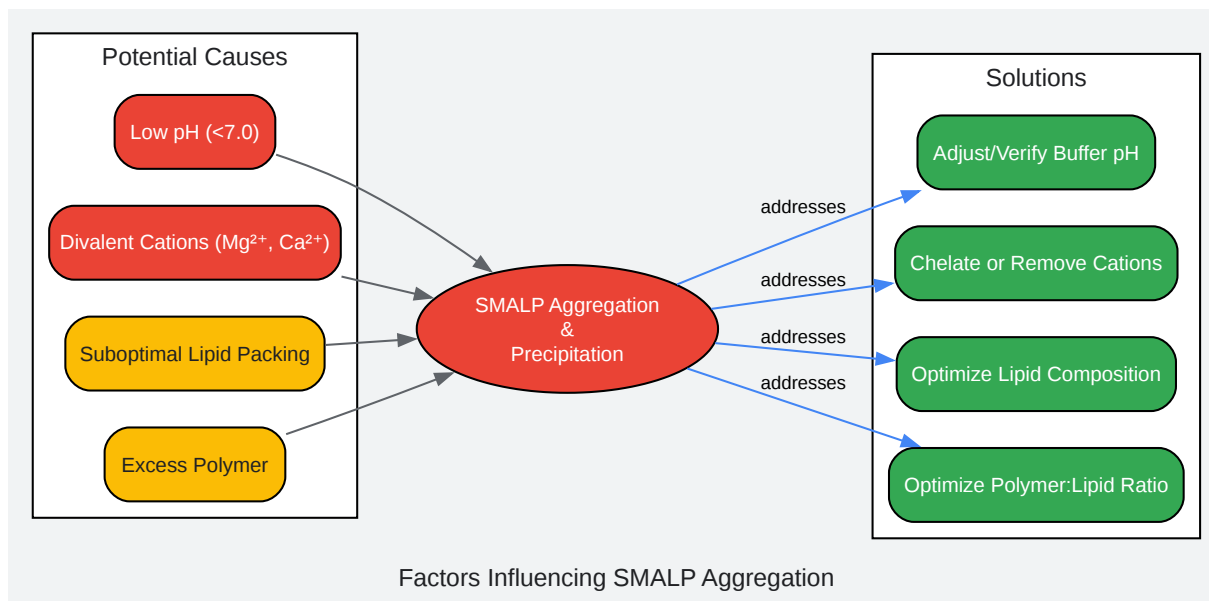 Potential Causes
Low pH (<7.0)
Divalent Cations (Mg²⁺, Ca²⁺)
Suboptimal Lipid Packing
Excess Polymer
SMALP Aggregation
&
Precipitation
addresses
addresses
addresses
addresses
Solutions
Adjust/Verify Buffer pH
Chelate or Remove Cations
Optimize Lipid Composition
Optimize Polymer:Lipid Ratio
Factors Influencing SMALP Aggregation